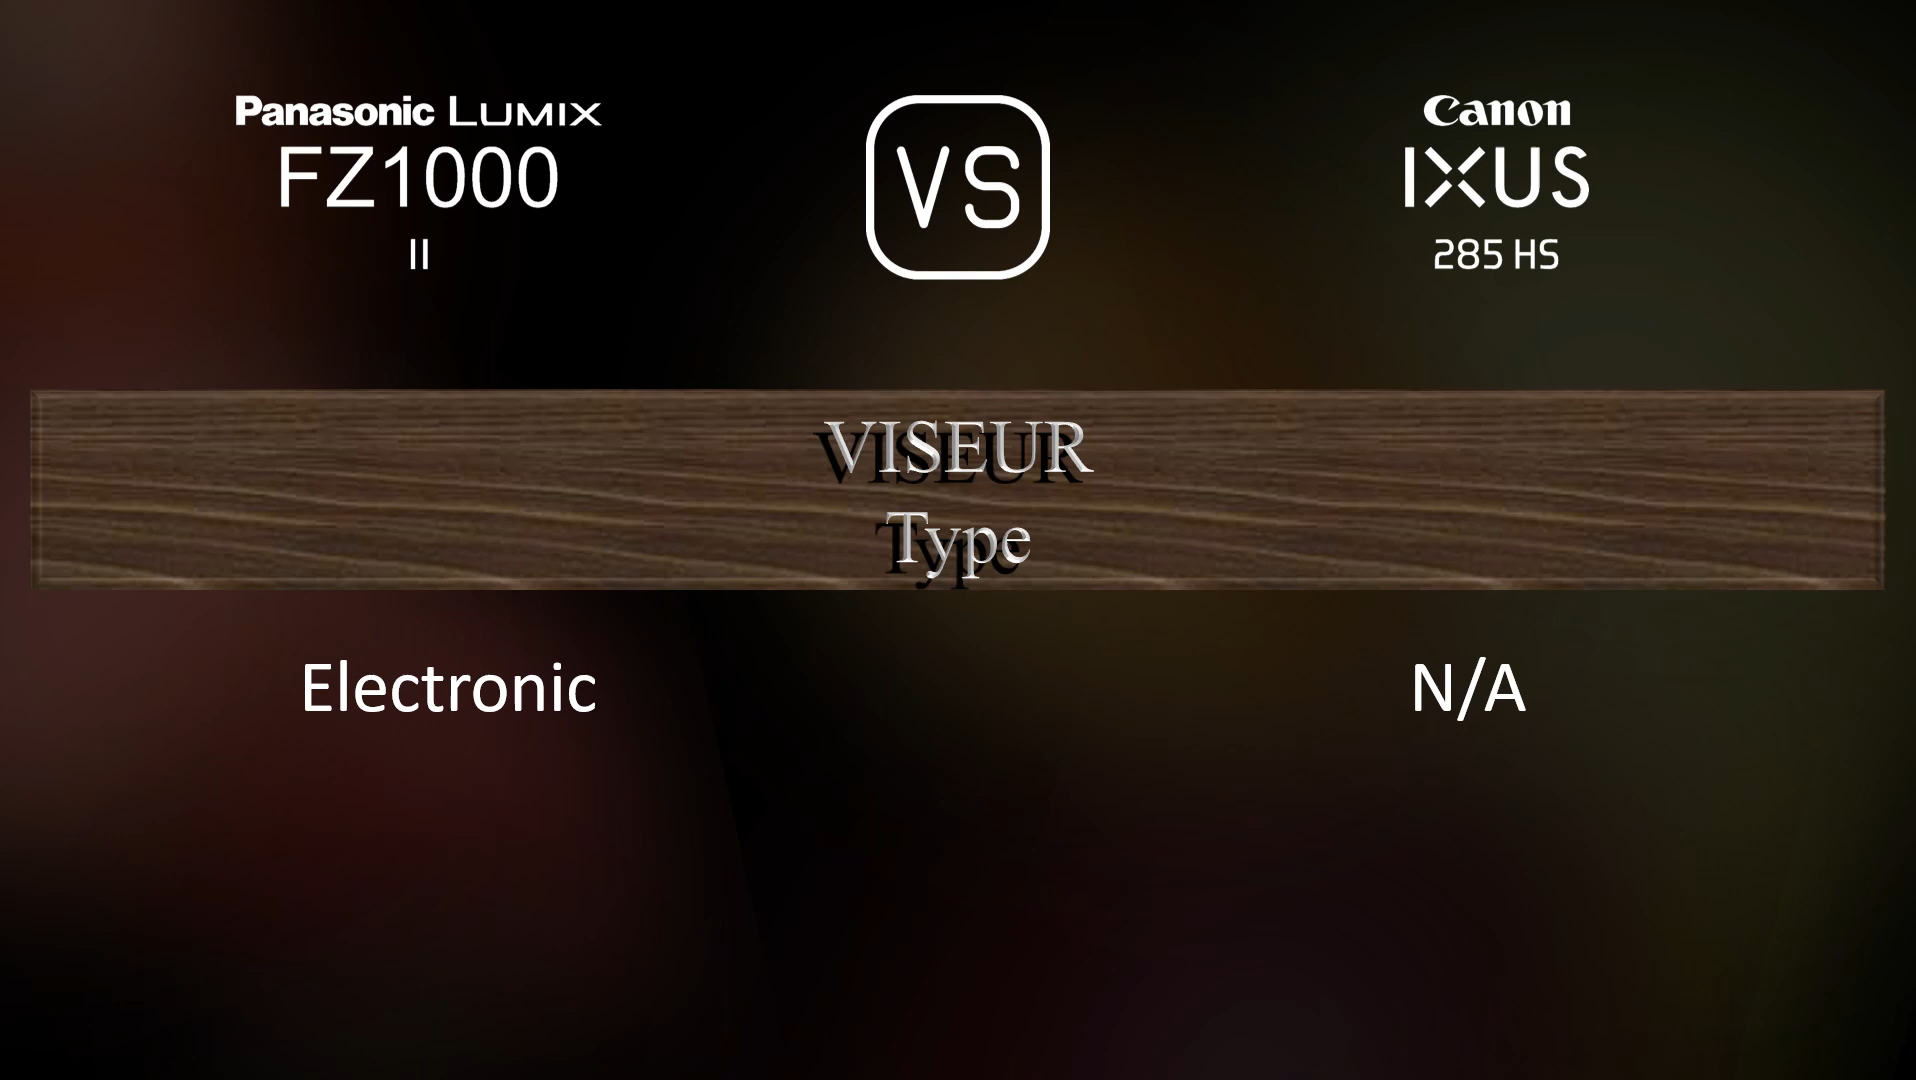 Panasonic LUMIX
FZ1000
II
VS
Canon
IXUS
285 HS
VISEUR
Type
Electronic
N/A